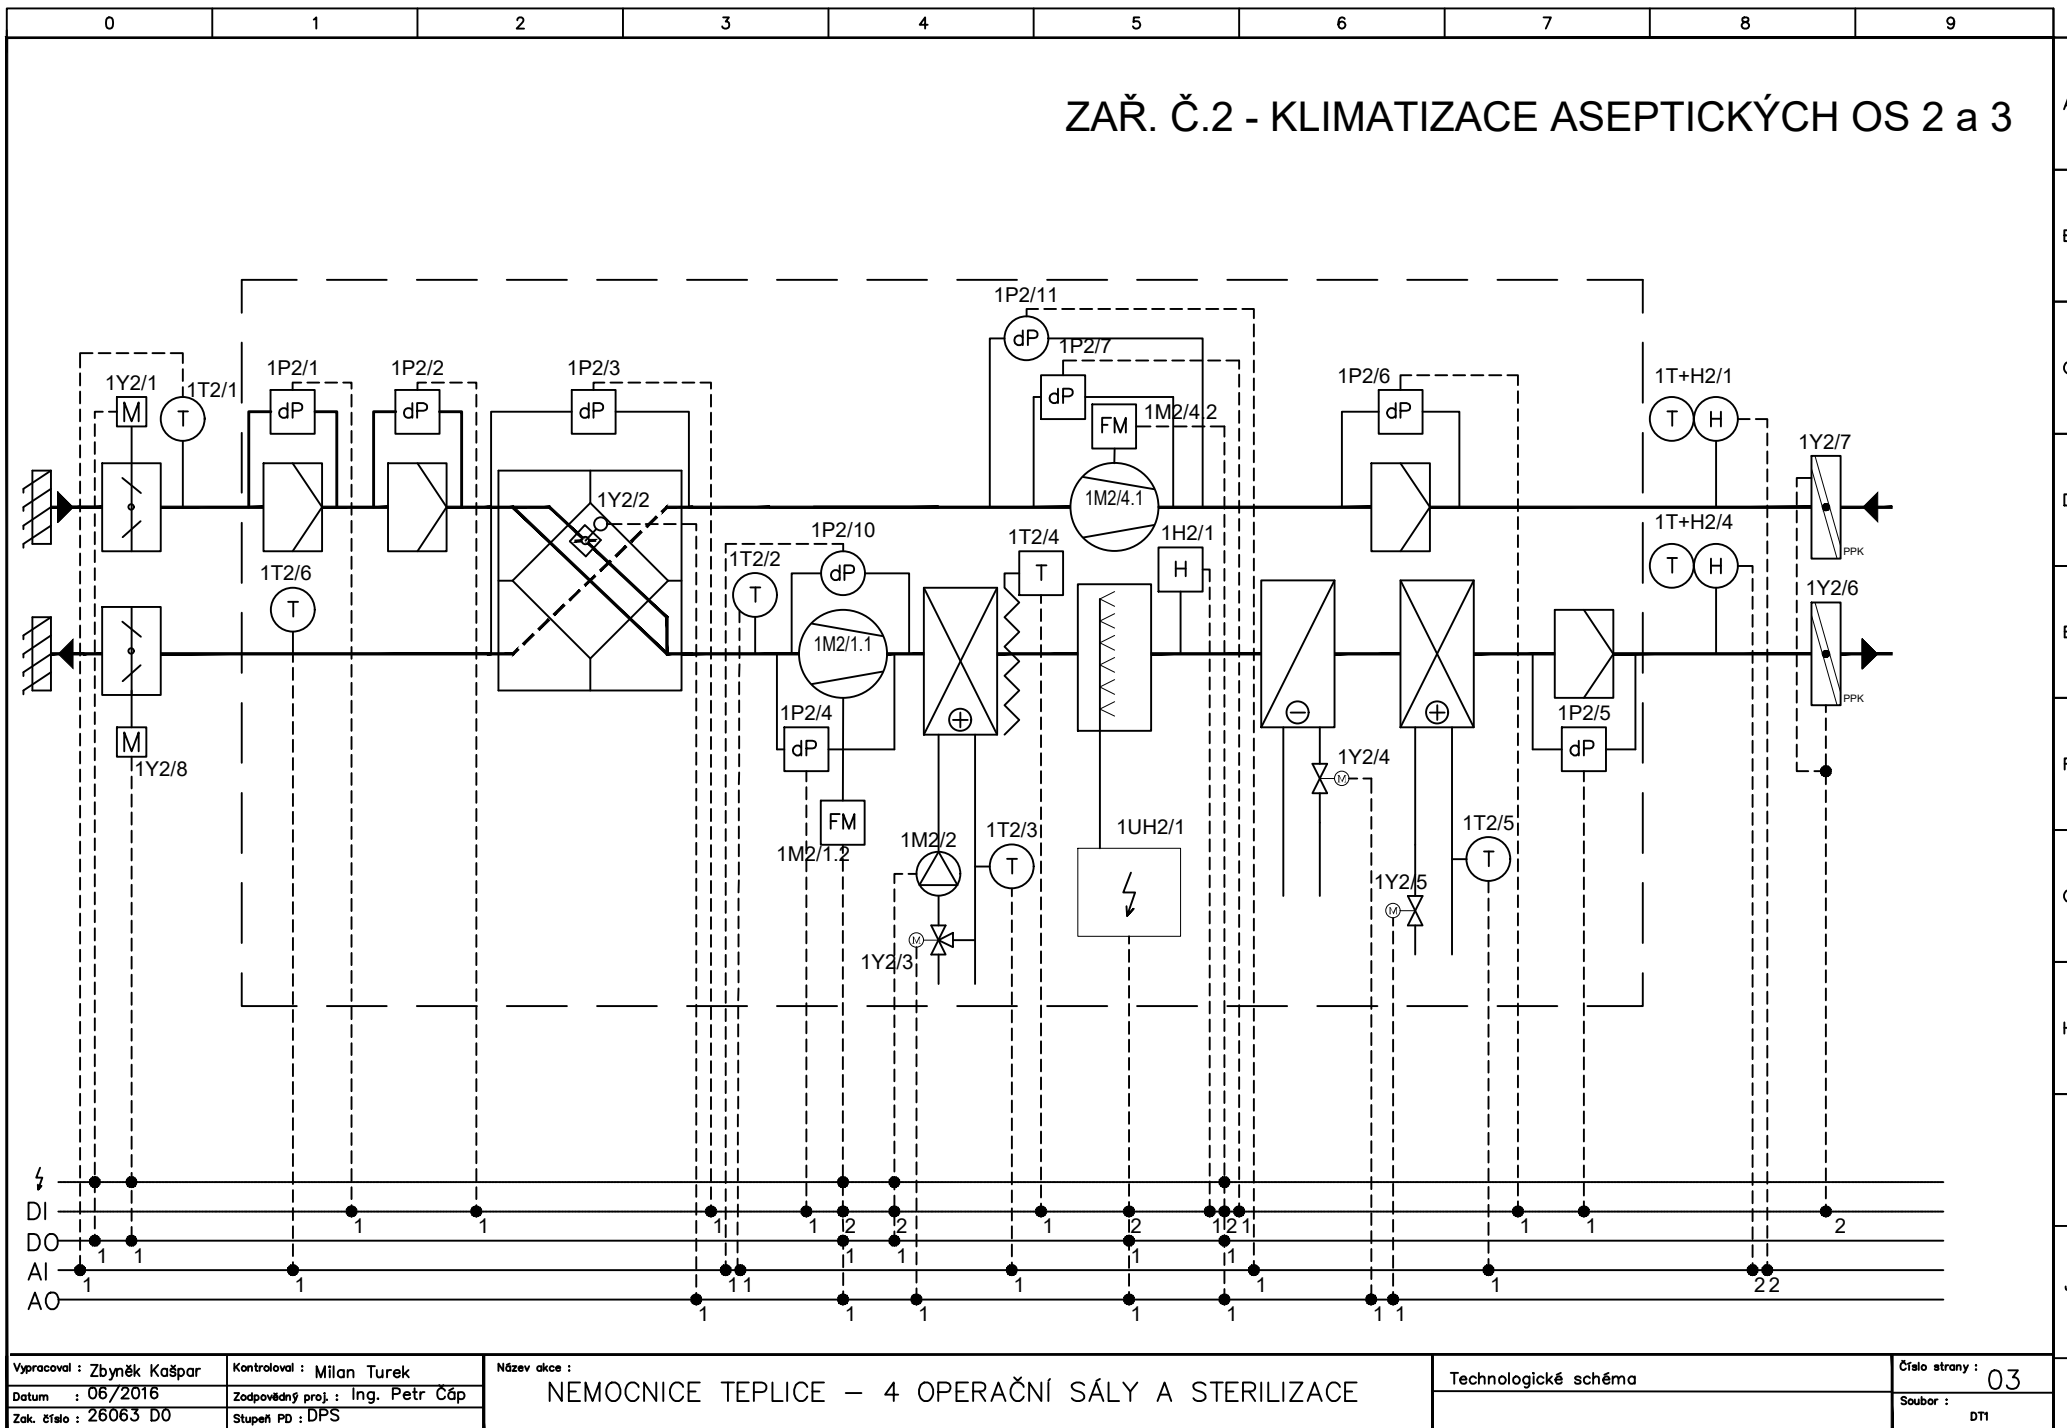 0 1 2 3 4 5 6 7 8 9
ZAŘ. Č.2 - KLIMATIZACE ASEPTICKÝCH OS 2 a 3
1P2/11
dP
1P2/7
1P2/1 1P2/2 1P2/3 1P2/6 1T+H2/1
1Y2/1 1T2/1
M T dP dP dP dP dP T H
1M2/4.2
FM
1Y2/7
1M2/4.1
1Y2/2
PPK
1P2/10 1T2/4 1H2/1 1T+H2/4
1T2/6 1T2/2
T T dP T H T H
1Y2/6
1M2/1.1
PPK
1P2/4 1P2/5
M dP dP
1Y2/8
1Y2/4
M
FM
1M2/1.2
1M2/2 1T2/3 1UH2/1 1T2/5
T T
1Y2/5
M
M
1Y2/3
DI
1 1 1 1 2 2 1 2 1 2 1 1 1 2
DO
1 1 1 1 1 1
AI
1 1 1 1 1 1 1 2 2
AO
1 1 1 1 1 1 1
Vypracoval : Zbyněk Kašpar
Kontroloval : Milan Turek
Datum : 06/2016
Zodpovědný proj. : Ing. Petr Čáp
Zak. číslo : 26063 D0
Stupeň PD : DPS
Název akce :
NEMOCNICE TEPLICE – 4 OPERAČNÍ SÁLY A STERILIZACE
Technologické schéma
Číslo strany : 03
Soubor :
DT1